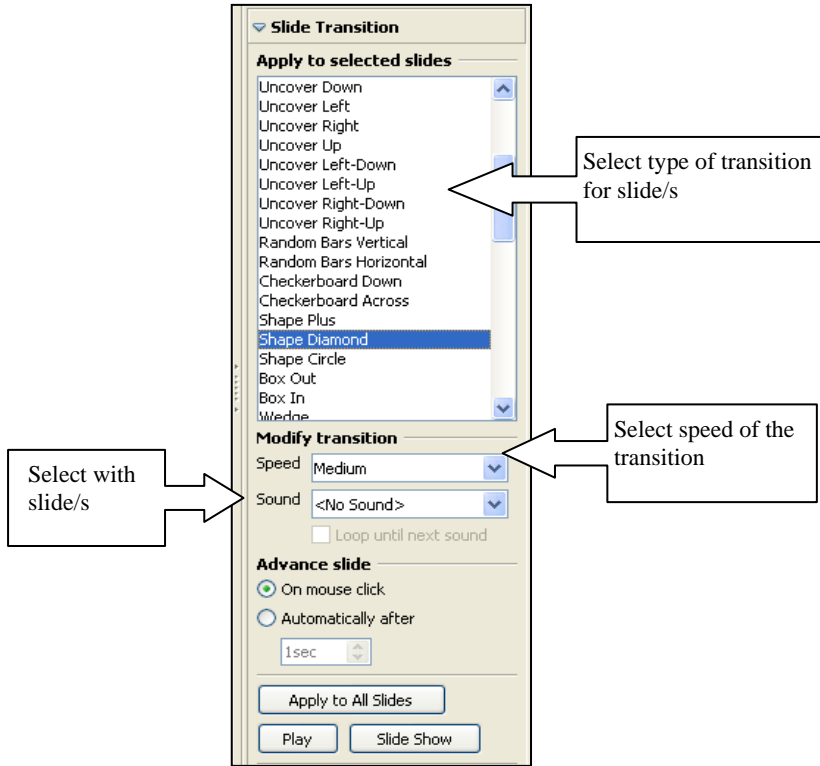 Slide Transition
Apply to selected slides
Uncover Down
Uncover Left
Uncover Right
Uncover Up
Uncover Left-Down
Uncover Left-Up
Uncover Right-Down
Uncover Right-Up
Random Bars Vertical
Random Bars Horizontal
Checkerboard Down
Checkerboard Across
Shape Plus
Shape Diamond
Shape Circle
Box Out
Box In
Wedge
Select type of transition
for slide/s
Modify transition
Speed Medium
Sound <No Sound>
Loop until next sound
Select speed of the
transition
Select with
slide/s
Advance slide
On mouse click
Automatically after
1sec
Apply to All Slides
Play Slide Show